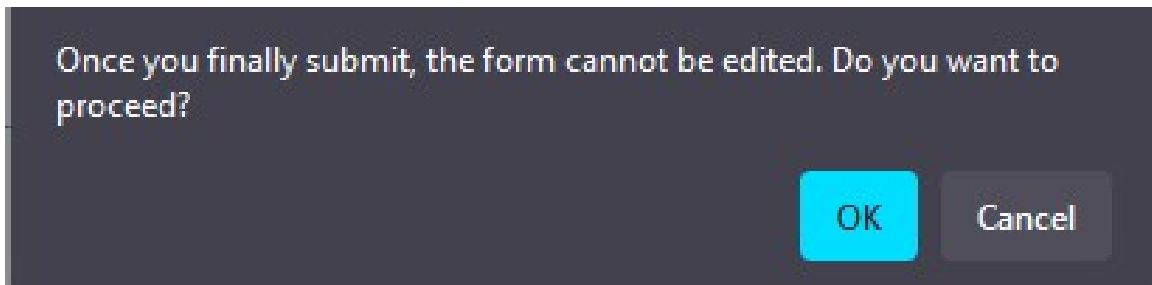 Once you finally submit, the form cannot be edited. Do you want to
proceed?
OK
Cancel